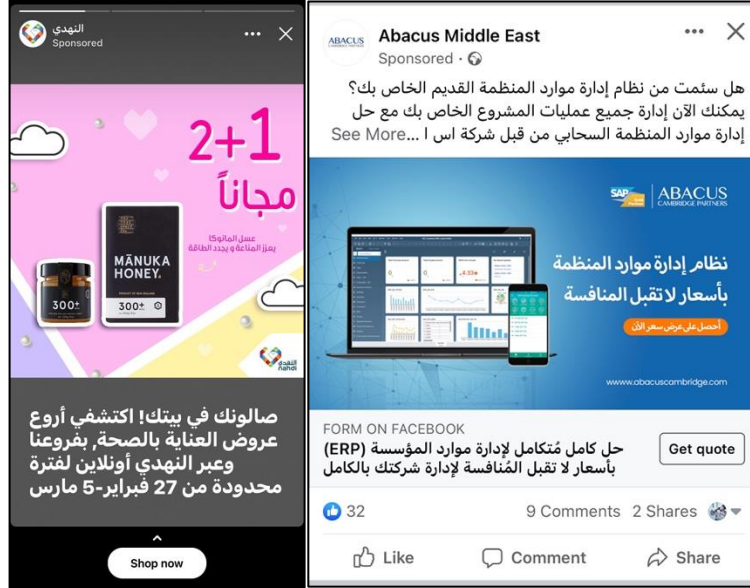 النهدي
Sponsored
2+1
مجاناً
عسل المانوكا
يعزز المناعة و يجدد الطاقة
MĀNUKA
HONEY.
300+
300+
النهدي
nahdi
صالونك في بيتك! اكتشفي أروع
عروض العناية بالصحة, بفروعنا
وعبر النهدي أونلاين لفترة
محدودة من 27 فبراير-5 مارس
Shop now
ABACUS
Abacus Middle East
Sponsored
هل سئمت من نظام إدارة موارد المنظمة القديم الخاص بك؟
يمكنك الآن إدارة جميع عمليات المشروع الخاص بك مع حل
إدارة موارد المنظمة السحابي من قبل شركة اس ا ...See More
SAP
ABACUS
CAMBRIDGE PARTNERS
نظام إدارة موارد المنظمة
بأسعار لا تقبل المنافسة
أحصل على عرض سعر الآن
www.abacuscambridge.com
FORM ON FACEBOOK
حل كامل مُتكامل لإدارة موارد المؤسسة (ERP)
بأسعار لا تقبل المُنافسة لإدارة شركتك بالكامل
Get quote
32
9 Comments 2 Shares
Like
Comment
Share